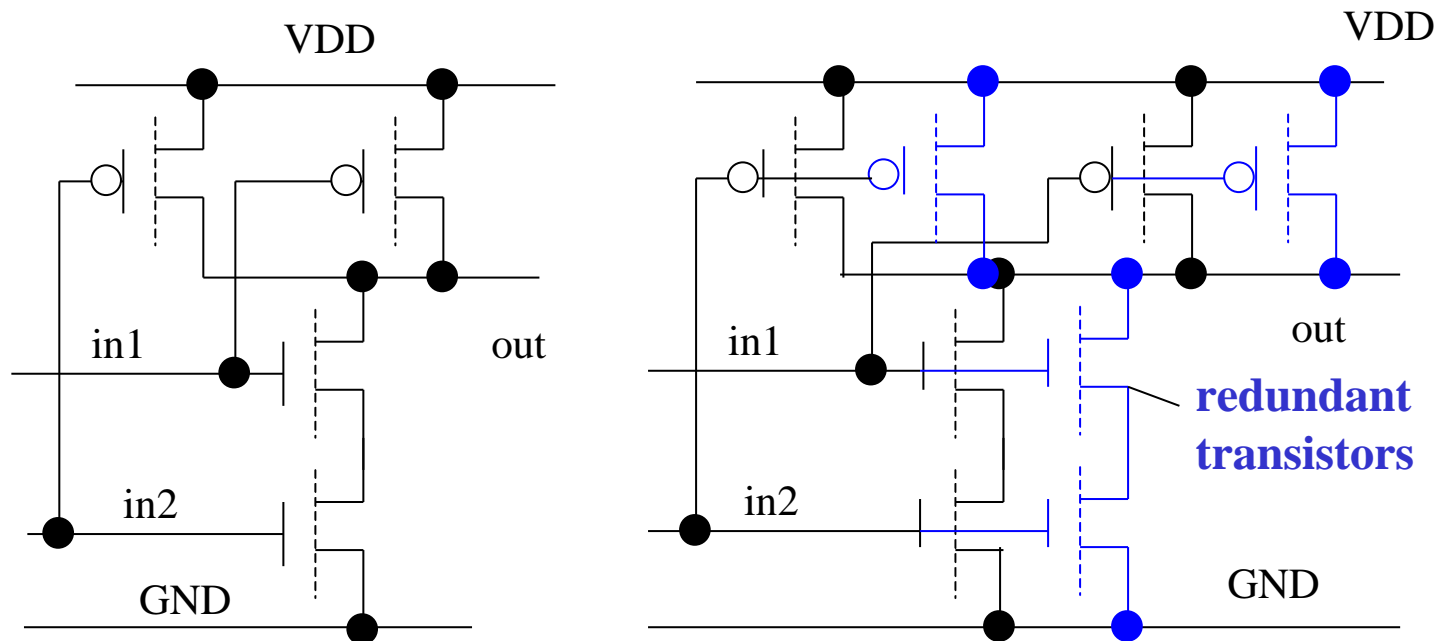 VDD
in1
out
in2
GND
VDD
in1
out
redundant
transistors
in2
GND